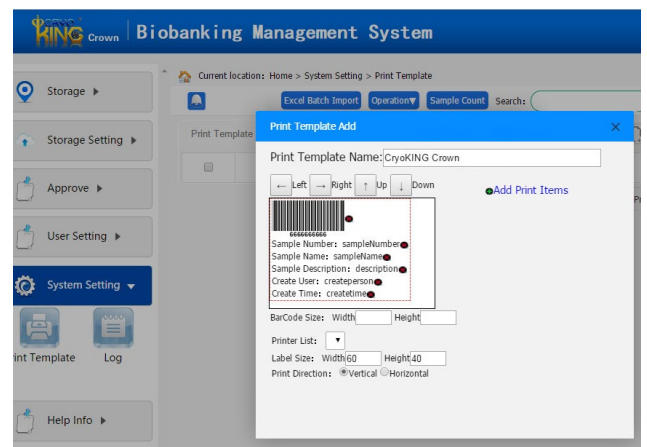 CRYO
KING Crown
Biobanking Management System
Storage
Current location: Home > System Setting > Print Template
Excel Batch Import Operation▼ Sample Count Search:
Storage Setting
Print Template
Approve
User Setting
System Setting
Print Template Log
Help Info
Print Template Add ×
Print Template Name: CryoKING Crown
← Left → Right ↑ Up ↓ Down
Add Print Items
6666666666
Sample Number: sampleNumber
Sample Name: sampleName
Sample Description: description
Create User: createperson
Create Time: createtime
BarCode Size: Width Height
Printer List:
Label Size: Width 60 Height 40
Print Direction: Vertical Horizontal